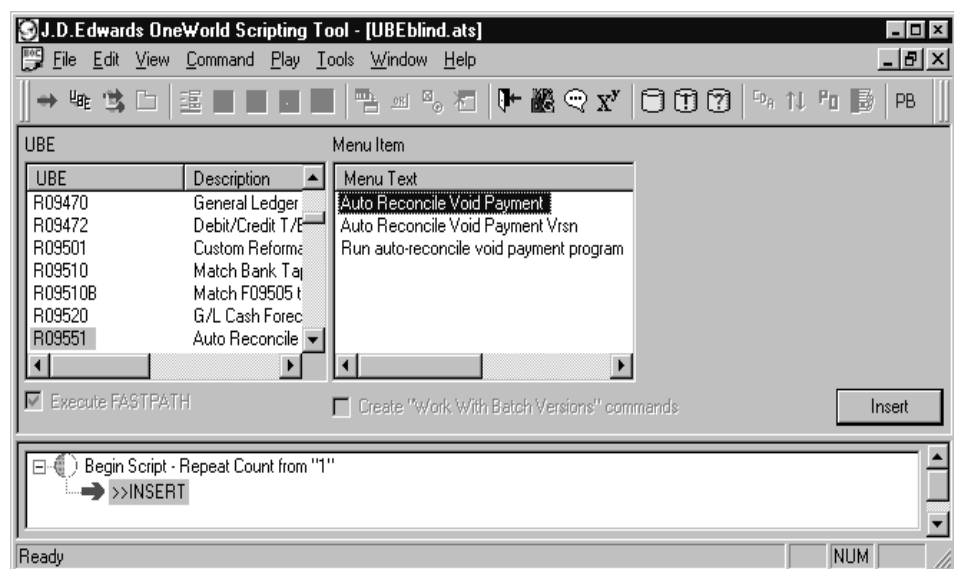 J.D.Edwards OneWorld Scripting Tool - [UBEblind.ats]
File Edit View Command Play Tools Window Help
UBE PB
UBE Menu Item
UBE Description Menu Text
R09470 General Ledger Auto Reconcile Void Payment
R09472 Debit/Credit T/E Auto Reconcile Void Payment Vrsn
R09501 Custom Reforma Run auto-reconcile void payment program
R09510 Match Bank Tap
R09510B Match F09505 t
R09520 G/L Cash Forec
R09551 Auto Reconcile
Execute FASTPATH Create "Work With Batch Versions" commands Insert
Begin Script - Repeat Count from "1"
>>INSERT
Ready NUM